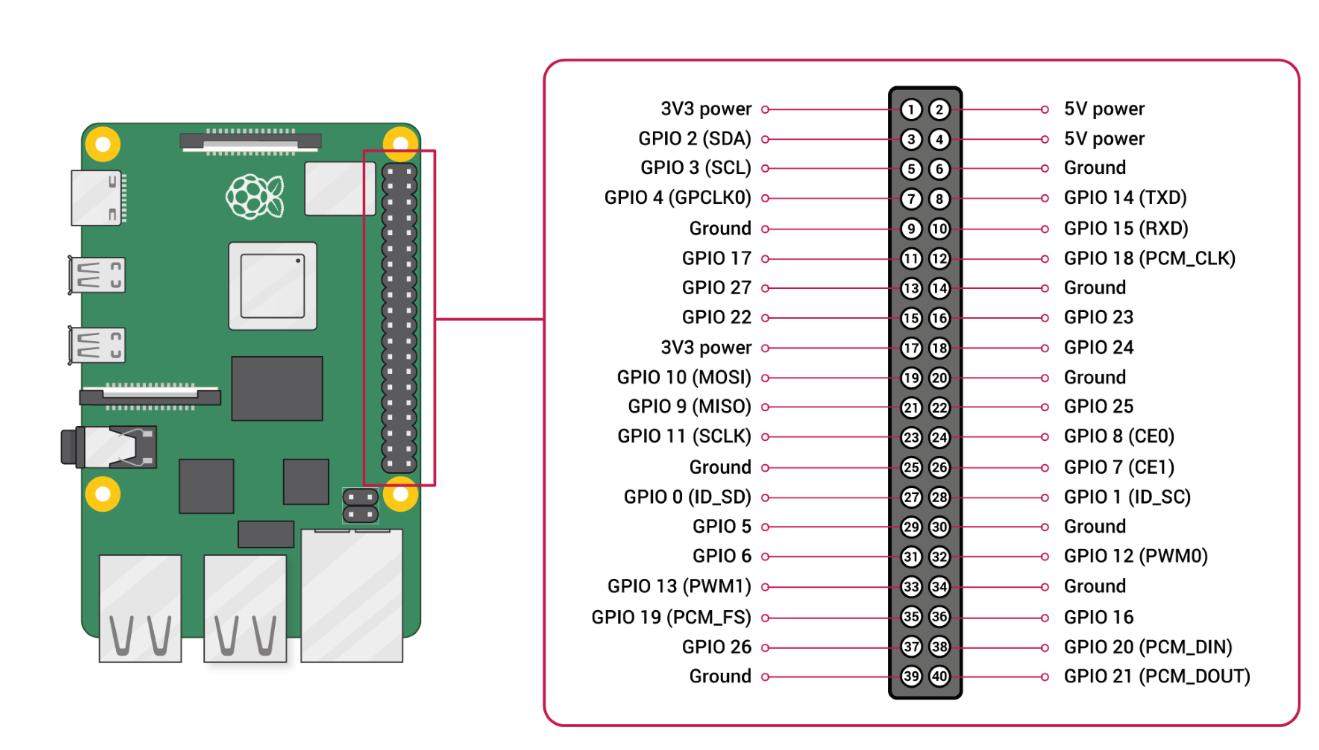 3V3 power 1 2 5V power
GPIO 2 (SDA) 3 4 5V power
GPIO 3 (SCL) 5 6 Ground
GPIO 4 (GPCLK0) 7 8 GPIO 14 (TXD)
Ground 9 10 GPIO 15 (RXD)
GPIO 17 11 12 GPIO 18 (PCM_CLK)
GPIO 27 13 14 Ground
GPIO 22 15 16 GPIO 23
3V3 power 17 18 GPIO 24
GPIO 10 (MOSI) 19 20 Ground
GPIO 9 (MISO) 21 22 GPIO 25
GPIO 11 (SCLK) 23 24 GPIO 8 (CE0)
Ground 25 26 GPIO 7 (CE1)
GPIO 0 (ID_SD) 27 28 GPIO 1 (ID_SC)
GPIO 5 29 30 Ground
GPIO 6 31 32 GPIO 12 (PWM0)
GPIO 13 (PWM1) 33 34 Ground
GPIO 19 (PCM_FS) 35 36 GPIO 16
GPIO 26 37 38 GPIO 20 (PCM_DIN)
Ground 39 40 GPIO 21 (PCM_DOUT)